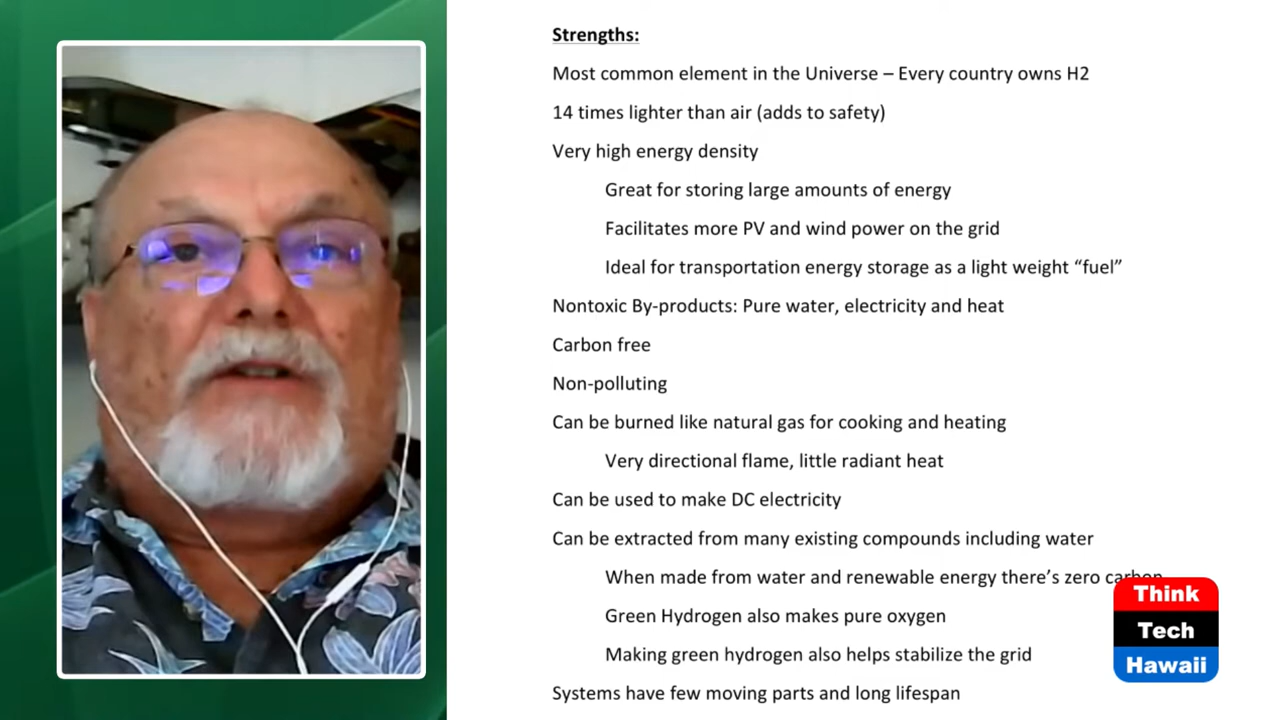 Strengths:
Most common element in the Universe – Every country owns H2
14 times lighter than air (adds to safety)
Very high energy density
Great for storing large amounts of energy
Facilitates more PV and wind power on the grid
Ideal for transportation energy storage as a light weight “fuel”
Nontoxic By-products: Pure water, electricity and heat
Carbon free
Non-polluting
Can be burned like natural gas for cooking and heating
Very directional flame, little radiant heat
Can be used to make DC electricity
Can be extracted from many existing compounds including water
When made from water and renewable energy there’s zero carbon
Green Hydrogen also makes pure oxygen
Making green hydrogen also helps stabilize the grid
Systems have few moving parts and long lifespan
Think
Tech
Hawaii